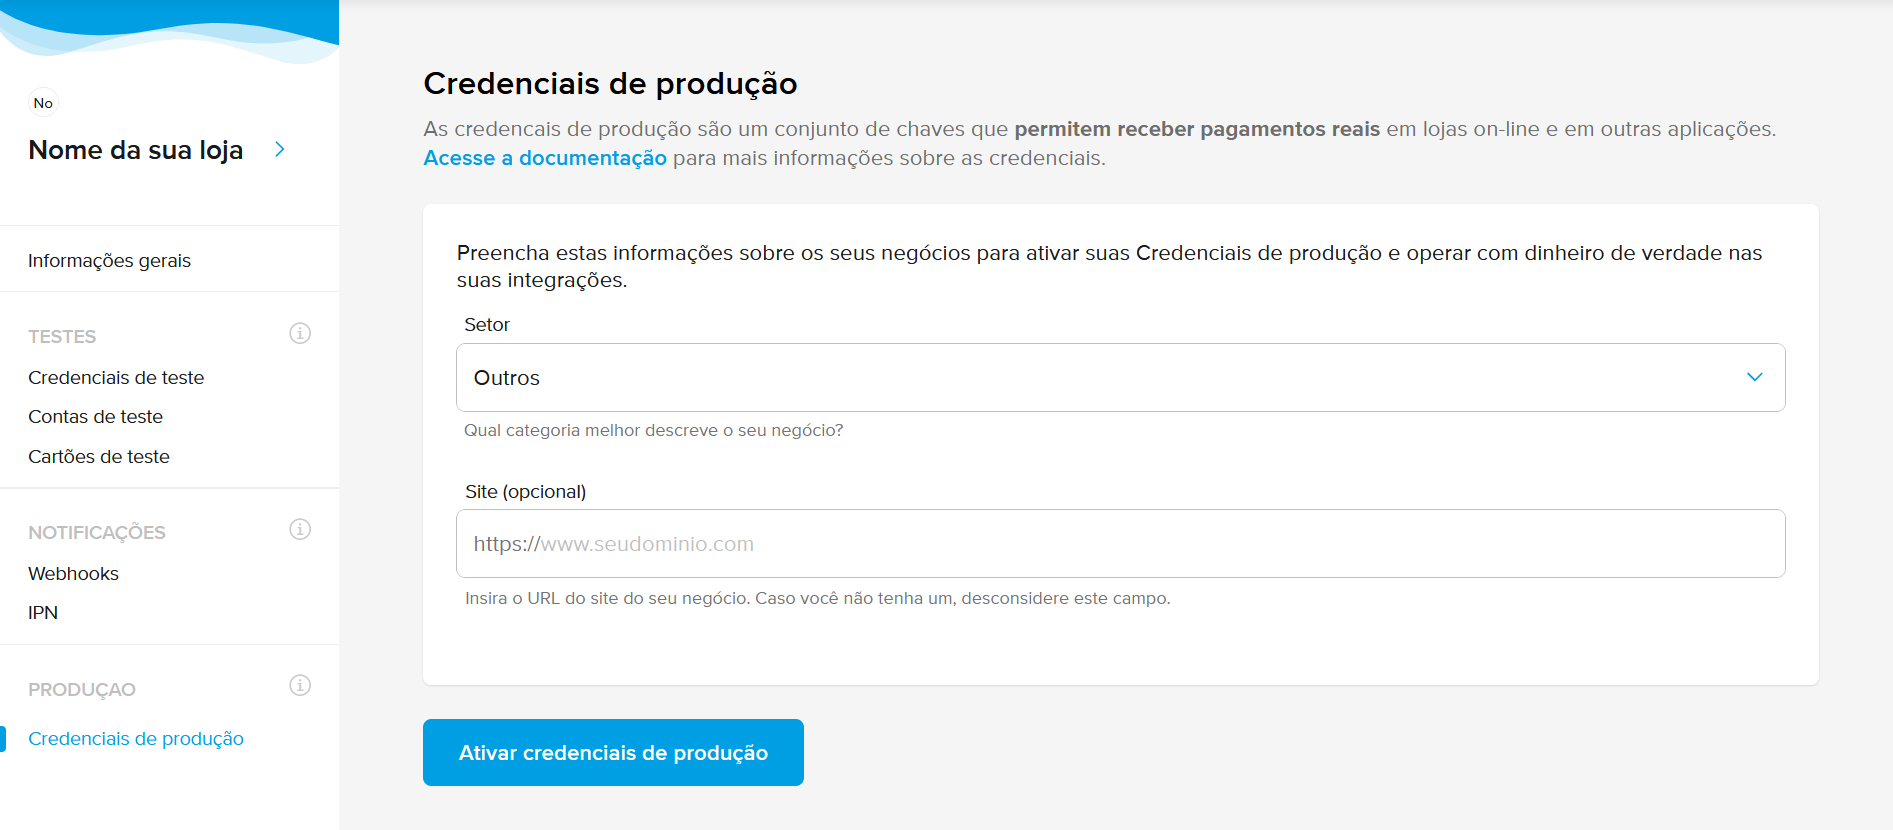 No
Nome da sua loja
Informações gerais
TESTES
Credenciais de teste
Contas de teste
Cartões de teste
NOTIFICAÇÕES
Webhooks
IPN
PRODUÇAO
Credenciais de produção
Credenciais de produção
As credencais de produção são um conjunto de chaves que permitem receber pagamentos reais em lojas on-line e em outras aplicações.
Acesse a documentação para mais informações sobre as credenciais.
Preencha estas informações sobre os seus negócios para ativar suas Credenciais de produção e operar com dinheiro de verdade nas
suas integrações.
Setor
Outros
Qual categoria melhor descreve o seu negócio?
Site (opcional)
https://www.seudominio.com
Insira o URL do site do seu negócio. Caso você não tenha um, desconsidere este campo.
Ativar credenciais de produção